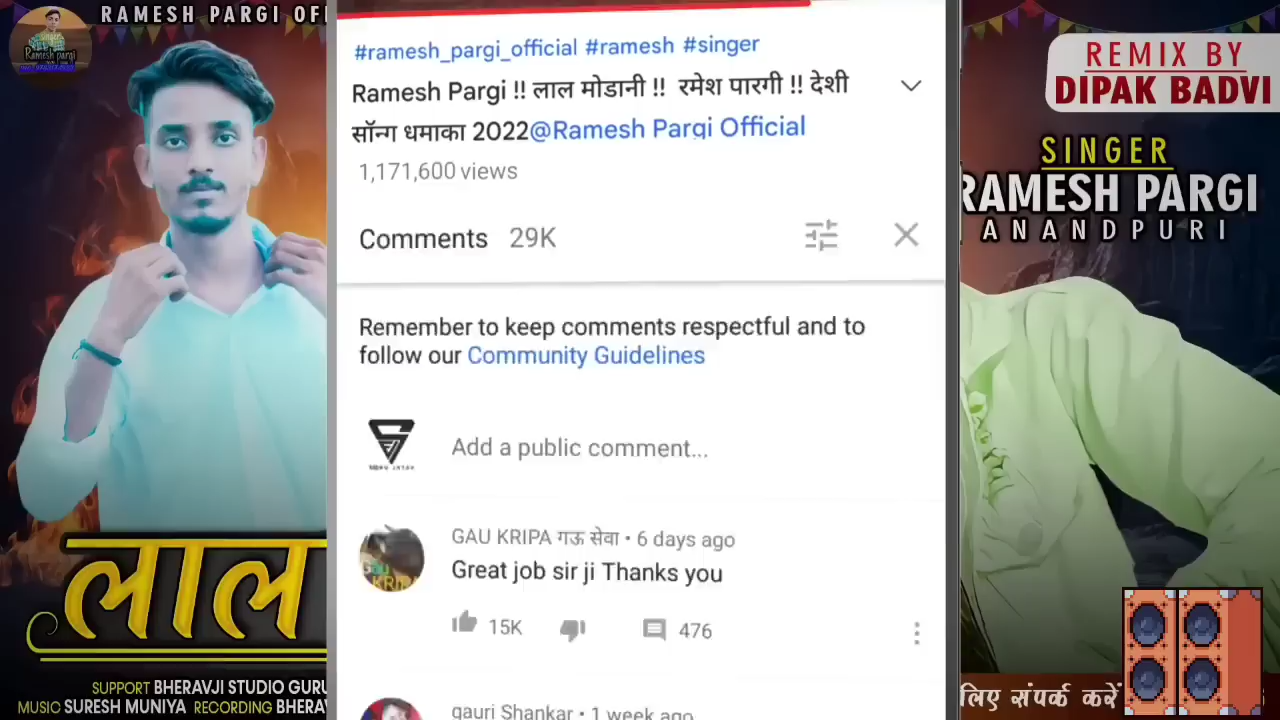 RAMESH PARGI OFI
Singer
Ramesh pargi
#ramesh_pargi_official #ramesh #singer
Ramesh Pargi !! लाल मोडानी !! रमेश पारगी !! देशी
सॉन्ग धमाका 2022@Ramesh Pargi Official
1,171,600 views
Comments 29K
Remember to keep comments respectful and to
follow our Community Guidelines
Add a public comment...
GAU KRIPA गऊ सेवा • 6 days ago
Great job sir ji Thanks you
15K
476
gauri Shankar • 1 week ago
लाल
SUPPORT BHERAVJI STUDIO GURU
MUSIC SURESH MUNIYA RECORDING BHERAV
REMIX BY
DIPAK BADVI
SINGER
RAMESH PARGI
ANANDPURI
लिए संपर्क करें